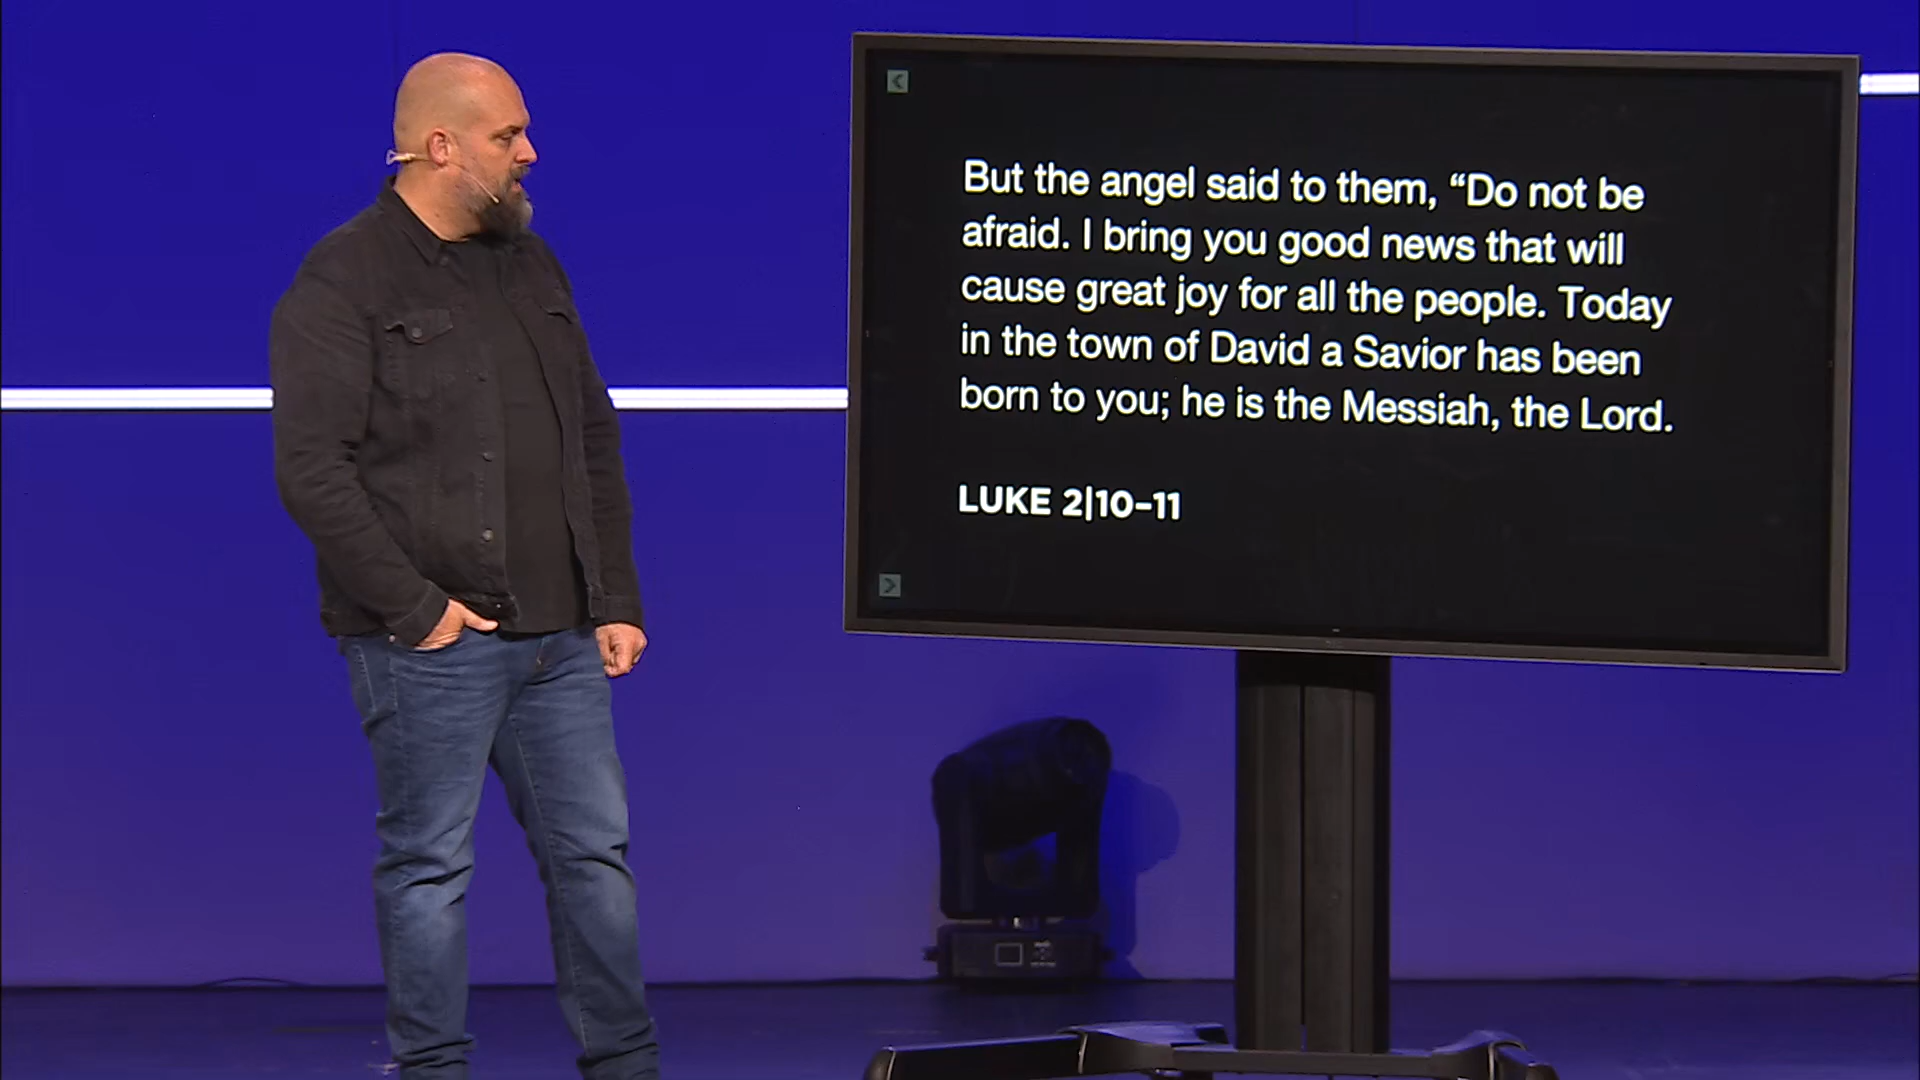 But the angel said to them, “Do not be
afraid. I bring you good news that will
cause great joy for all the people. Today
in the town of David a Savior has been
born to you; he is the Messiah, the Lord.
LUKE 2|10–11